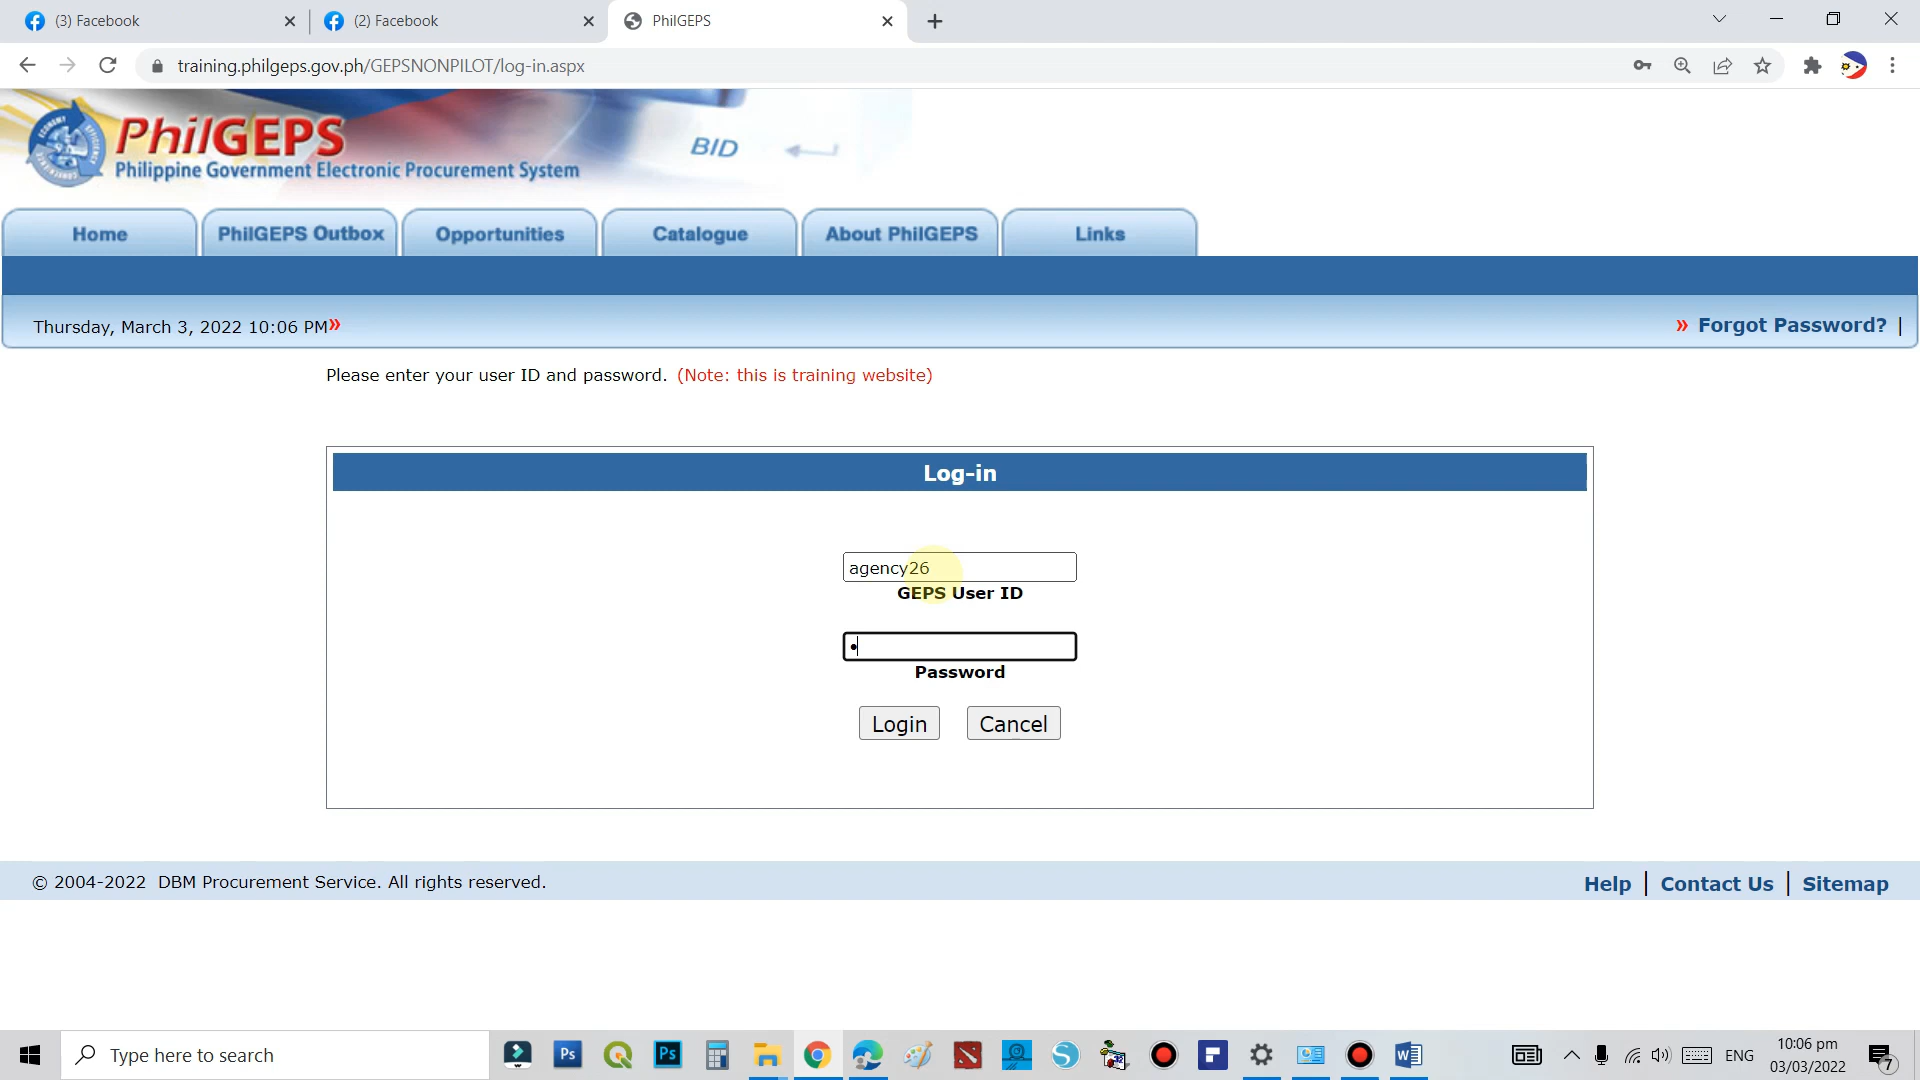 (3) Facebook
(2) Facebook
PhilGEPS
training.philgeps.gov.ph/GEPSNONPILOT/log-in.aspx
PhilGEPS
Philippine Government Electronic Procurement System
BID
Home
PhilGEPS Outbox
Opportunities
Catalogue
About PhilGEPS
Links
Thursday, March 3, 2022 10:06 PM»
» Forgot Password? |
Please enter your user ID and password. (Note: this is training website)
Log-in
agency26
GEPS User ID
•
Password
Login
Cancel
© 2004-2022 DBM Procurement Service. All rights reserved.
Help | Contact Us | Sitemap
Type here to search
Ps
Ps
ENG
10:06 pm
03/03/2022
7